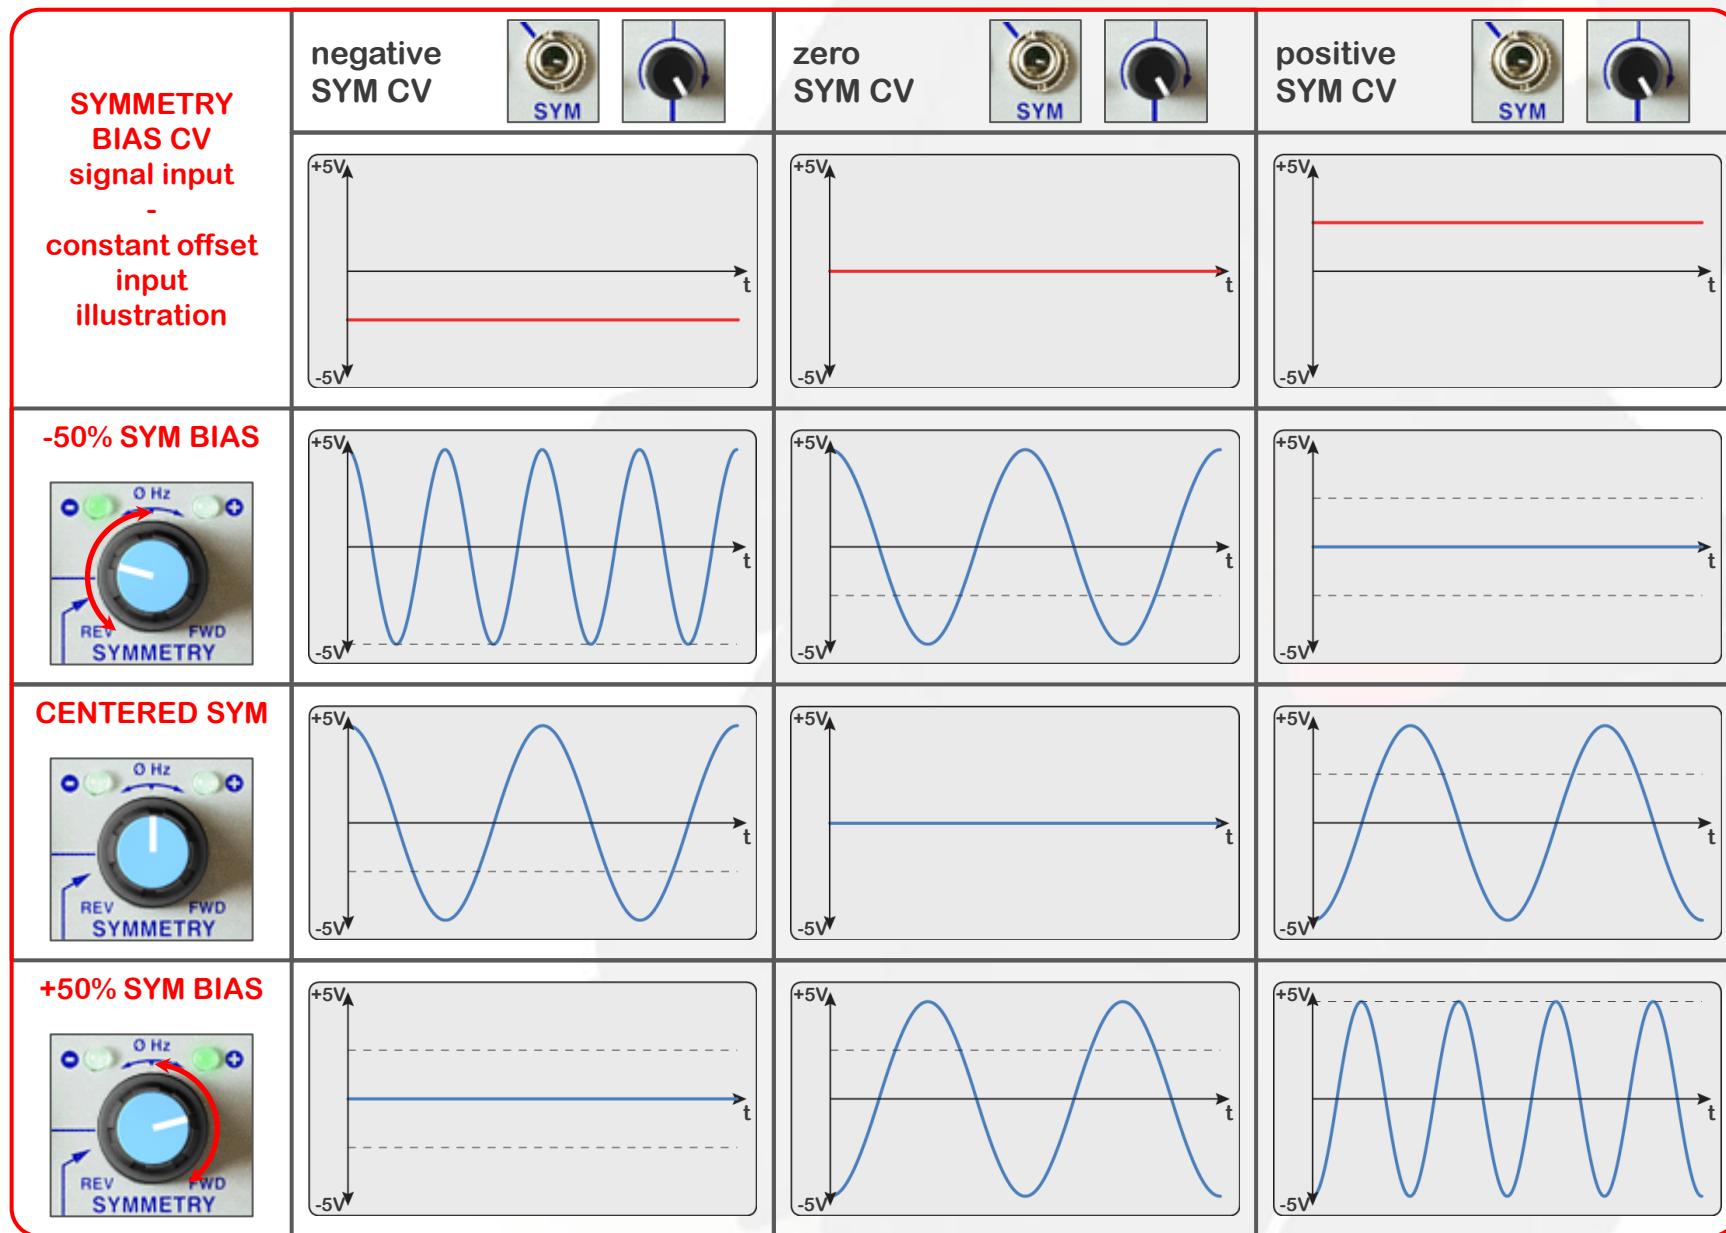 SYMMETRY
BIAS CV
signal input
-
constant offset
input
illustration
negative
SYM CV
SYM
zero
SYM CV
SYM
positive
SYM CV
SYM
+5V
t
-5V
+5V
t
-5V
+5V
t
-5V
-50% SYM BIAS
Ø Hz
REV
FWD
SYMMETRY
+5V
t
-5V
+5V
t
-5V
+5V
t
-5V
CENTERED SYM
Ø Hz
REV
FWD
SYMMETRY
+5V
t
-5V
+5V
t
-5V
+5V
t
-5V
+50% SYM BIAS
Ø Hz
REV
FWD
SYMMETRY
+5V
t
-5V
+5V
t
-5V
+5V
t
-5V